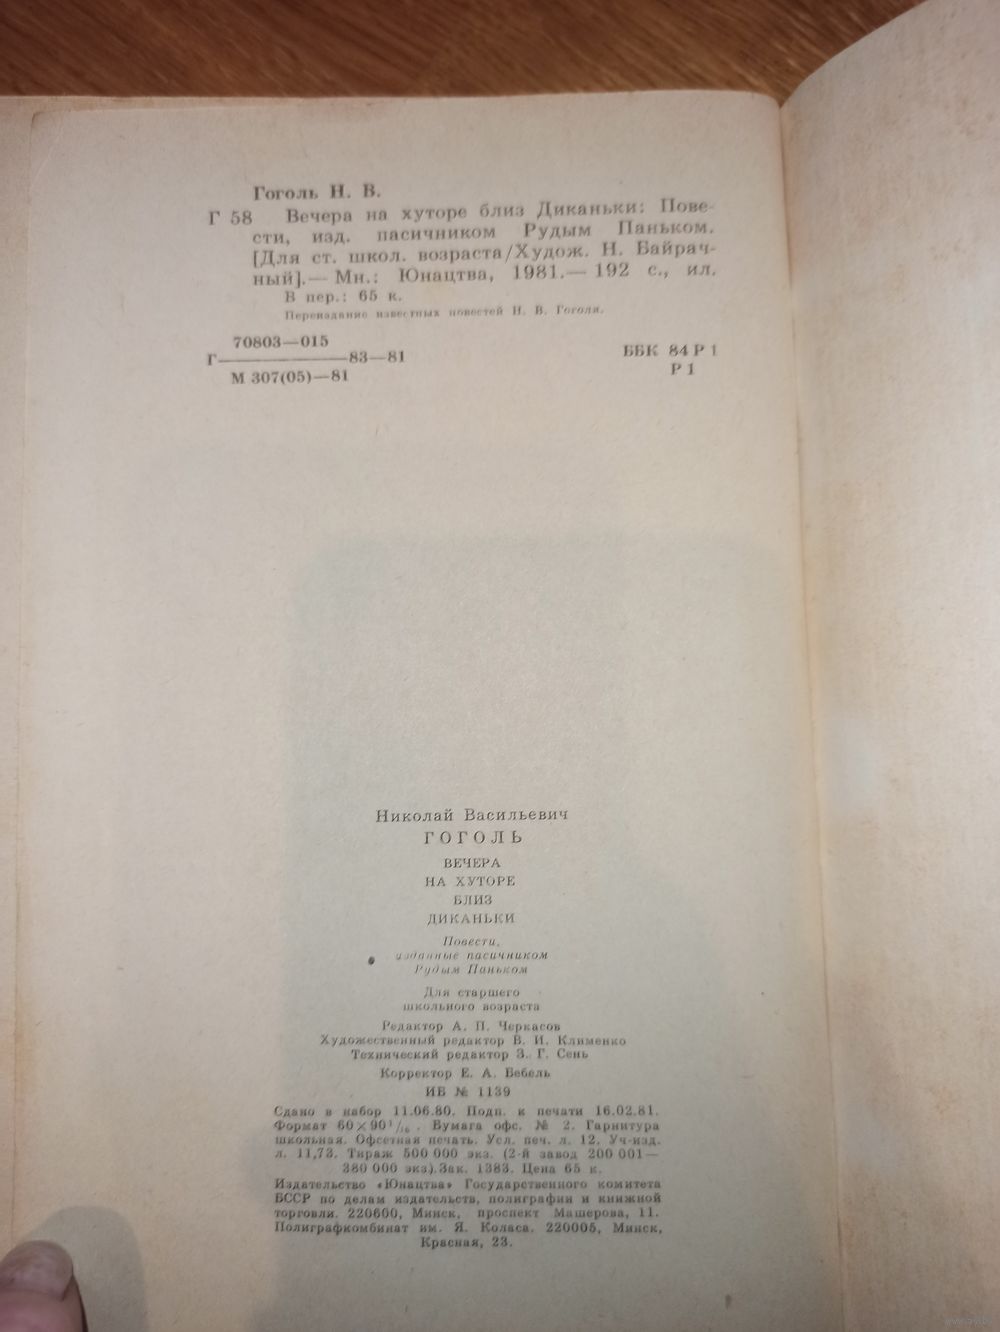 Гоголь Н. В.
Г 58 Вечера на хуторе близ Диканьки: Пове-
сти, изд. пасичником Рудым Паньком.
[Для ст. школ. возраста/Худож. Н. Байрач-
ный].— Мн.: Юнацтва, 1981.— 192 с., ил.
В пер.: 65 к.
Переиздание известных повестей Н. В. Гоголя.
70803—015
Г————83—81
М 307(05)—81
ББК 84 Р 1
Р 1
Николай Васильевич
ГОГОЛЬ
ВЕЧЕРА
НА ХУТОРЕ
БЛИЗ
ДИКАНЬКИ
Повести,
изданные пасичником
Рудым Паньком
Для старшего
школьного возраста
Редактор А. П. Черкасов
Художественный редактор В. И. Клименко
Технический редактор З. Г. Сень
Корректор Е. А. Бебель
ИБ № 1139
Сдано в набор 11.06.80. Подп. к печати 16.02.81.
Формат 60×90 1/16. Бумага офс. № 2. Гарнитура
школьная. Офсетная печать. Усл. печ. л. 12. Уч-изд.
л. 11,73. Тираж 500 000 экз. (2-й завод 200 001—
380 000 экз.). Зак. 1383. Цена 65 к.
Издательство «Юнацтва» Государственного комитета
БССР по делам издательств, полиграфии и книжной
торговли. 220600, Минск, проспект Машерова, 11.
Полиграфкомбинат им. Я. Коласа. 220005, Минск,
Красная, 23.